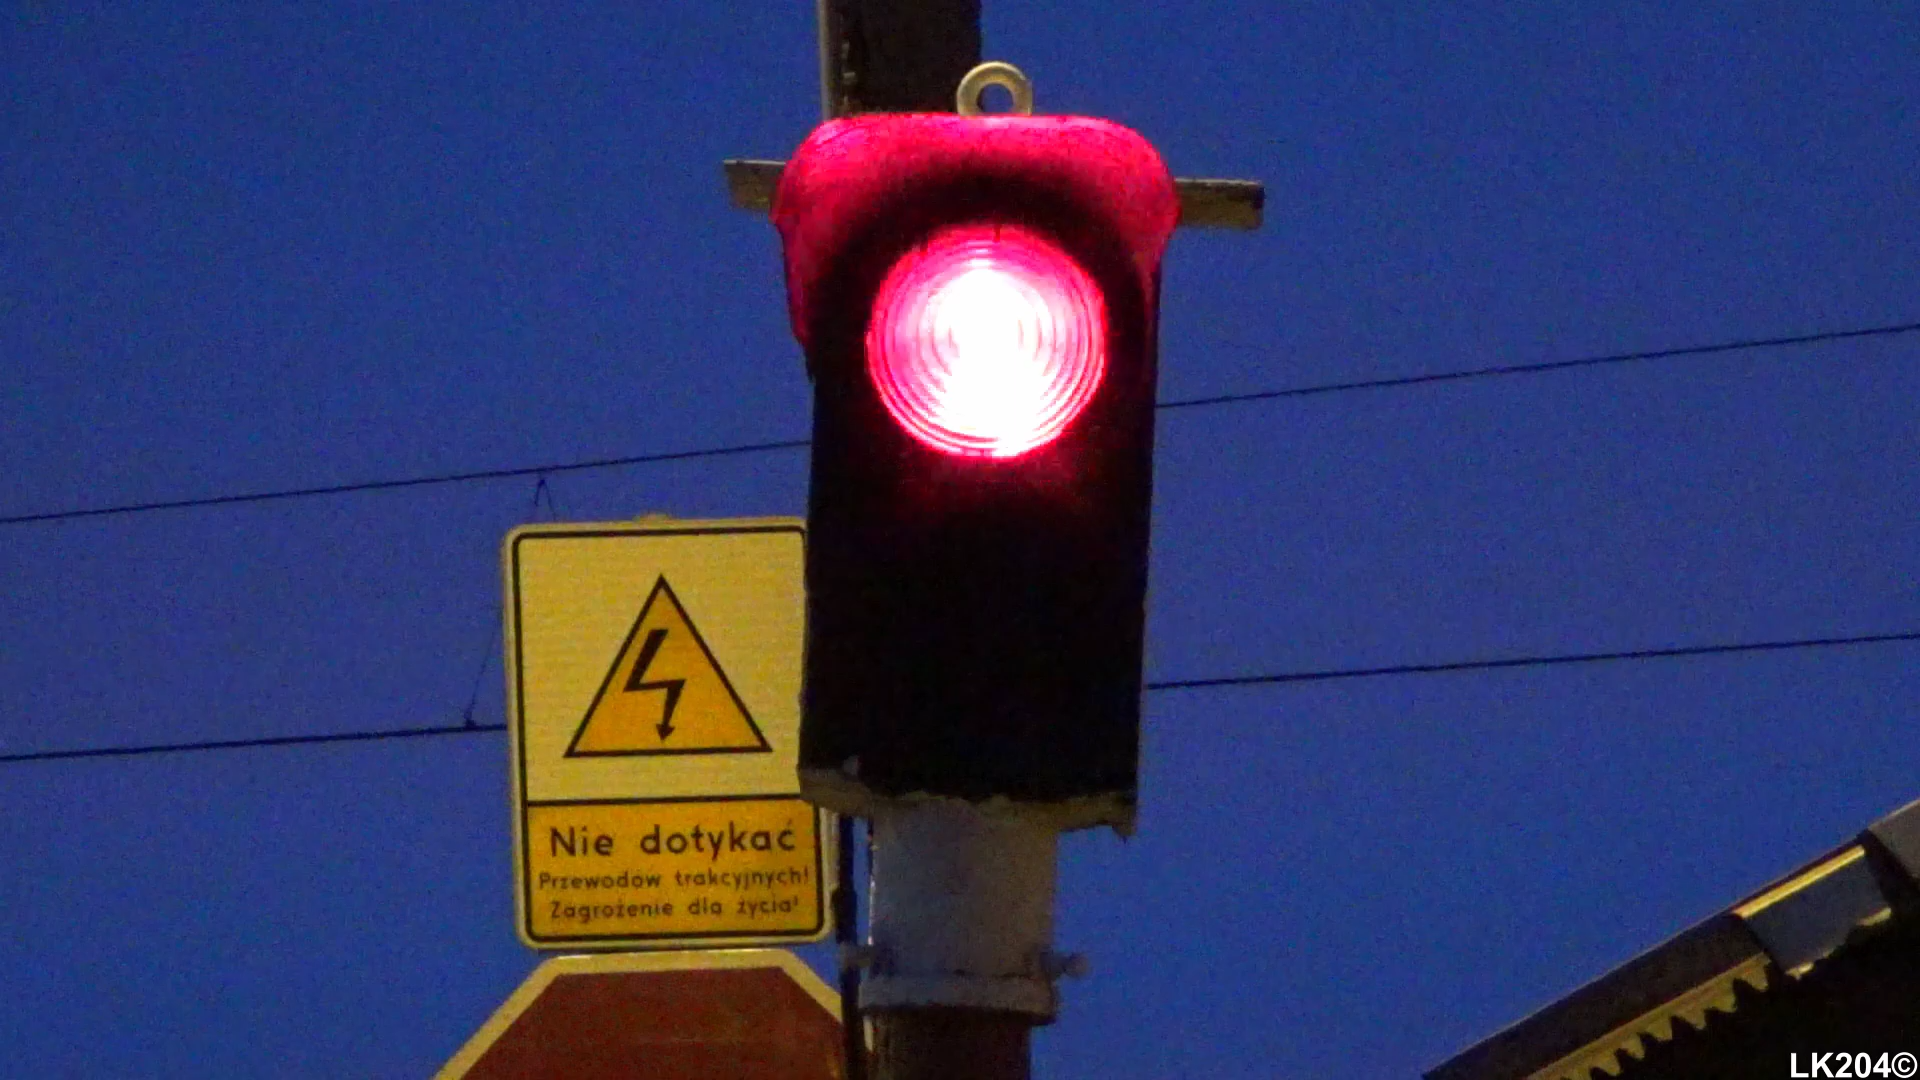 Nie dotykać
Przewodów trakcyjnych!
Zagrożenie dla życia!
LK204©